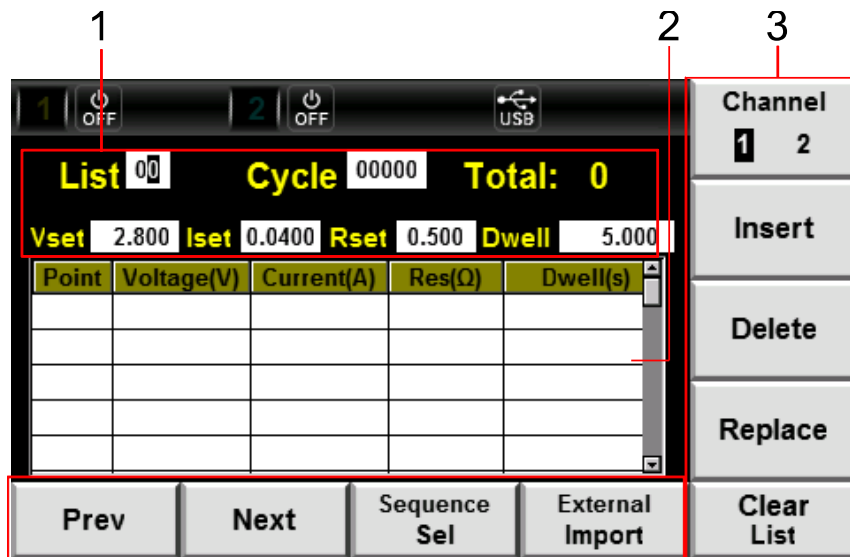 1 2 3
1 OFF 2 OFF USB
Channel
1 2
List 00 Cycle 00000 Total: 0
Vset 2.800 Iset 0.0400 Rset 0.500 Dwell 5.000
Insert
Point Voltage(V) Current(A) Res(Ω) Dwell(s)
Delete
Replace
Prev Next Sequence Sel External Import
Clear
List